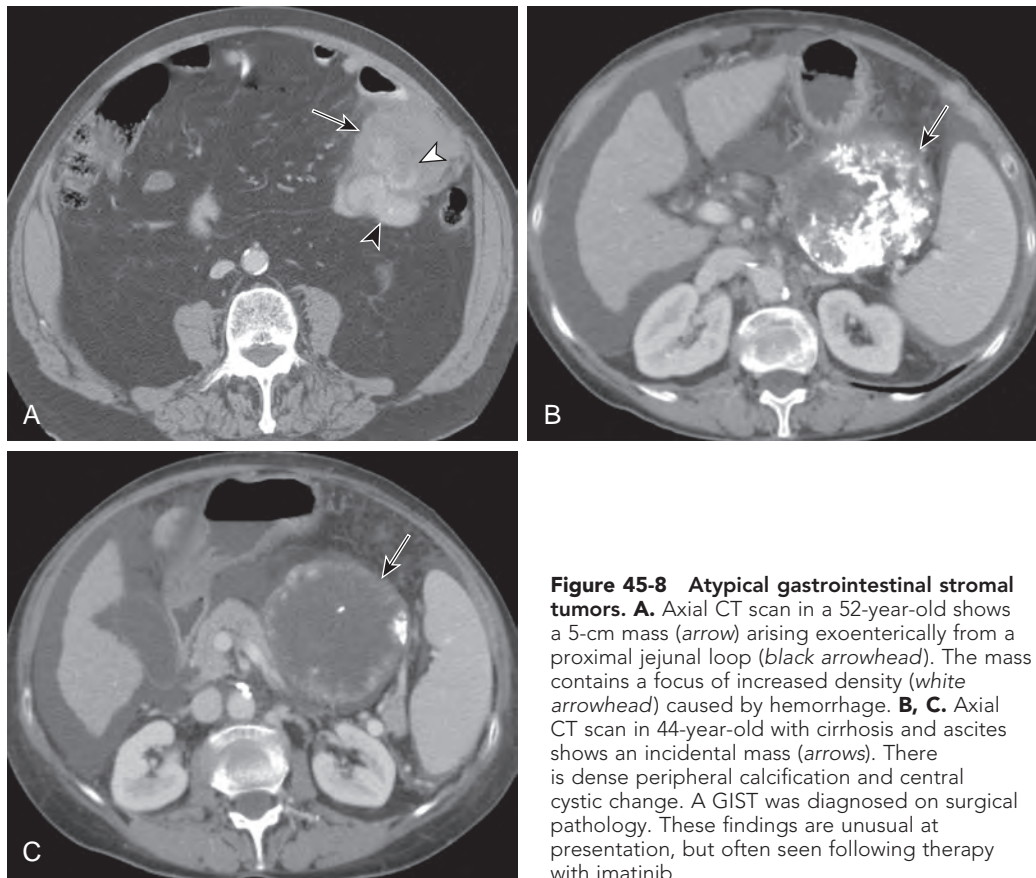 A
B
C
Figure 45-8 Atypical gastrointestinal stromal
tumors. A. Axial CT scan in a 52-year-old shows
a 5-cm mass (arrow) arising exoenterically from a
proximal jejunal loop (black arrowhead). The mass
contains a focus of increased density (white
arrowhead) caused by hemorrhage. B, C. Axial
CT scan in 44-year-old with cirrhosis and ascites
shows an incidental mass (arrows). There
is dense peripheral calcification and central
cystic change. A GIST was diagnosed on surgical
pathology. These findings are unusual at
presentation, but often seen following therapy
with imatinib